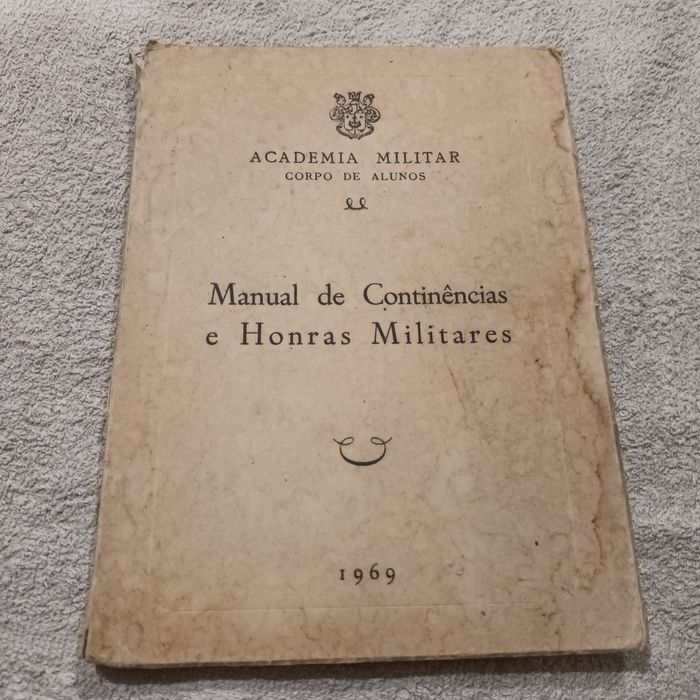 ACADEMIA MILITAR
CORPO DE ALUNOS
Manual de Continências
e Honras Militares
1969